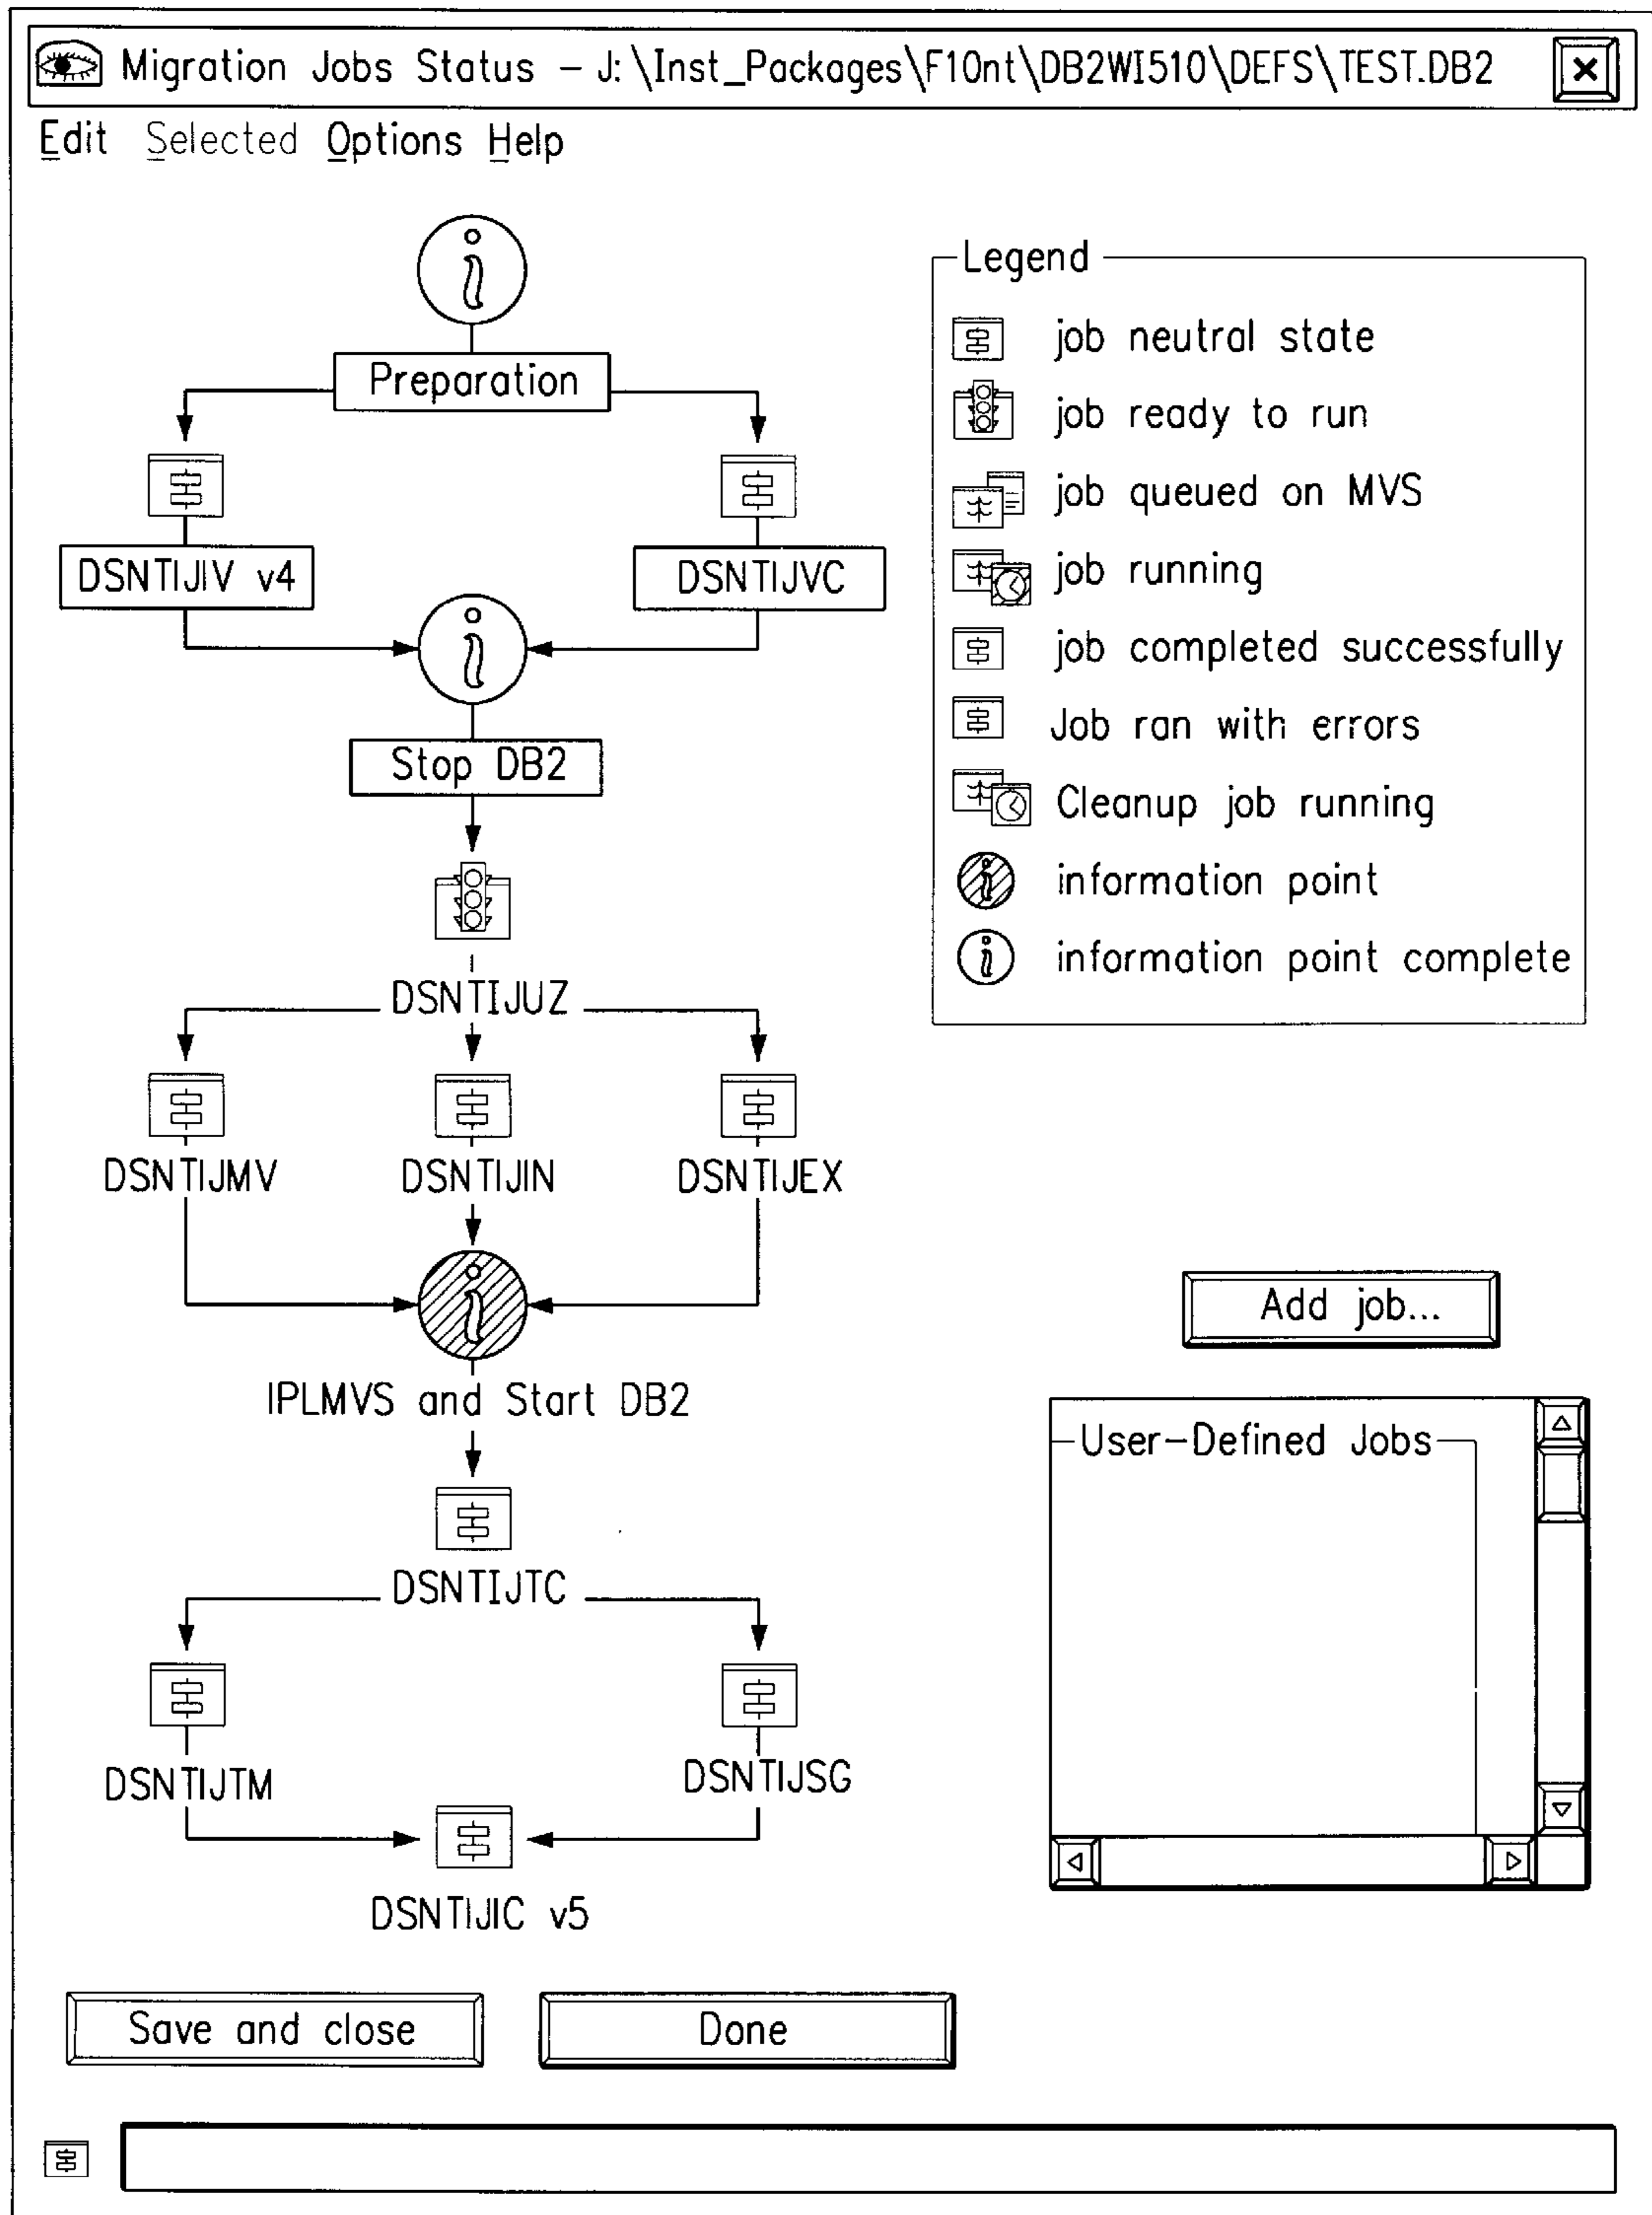 Migration Jobs Status – J:\Inst_Packages\F10nt\DB2WI510\DEFS\TEST.DB2
Edit Selected Options Help
Preparation
DSNTIJIV v4
DSNTIJVC
Stop DB2
DSNTIJUZ
DSNTIJMV
DSNTIJIN
DSNTIJEX
IPLMVS and Start DB2
DSNTIJTC
DSNTIJTM
DSNTIJSG
DSNTIJIC v5
Legend
job neutral state
job ready to run
job queued on MVS
job running
job completed successfully
Job ran with errors
Cleanup job running
information point
information point complete
Add job...
User-Defined Jobs
Save and close
Done